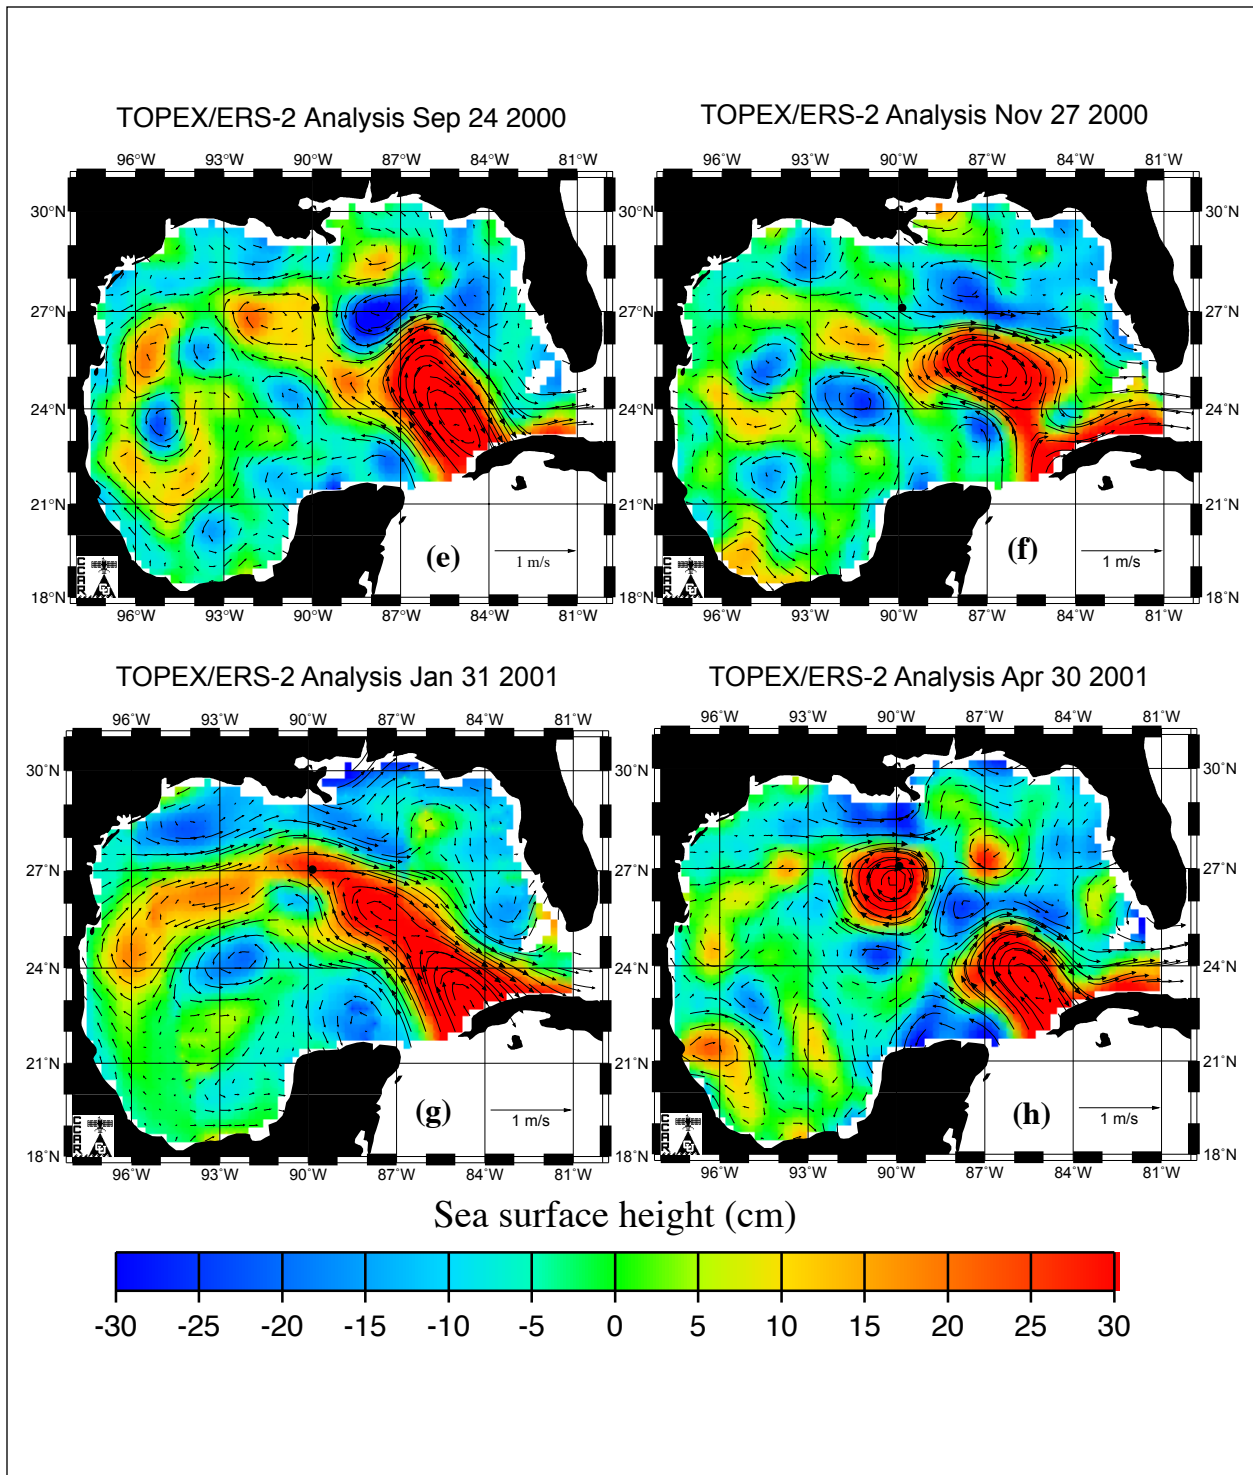 TOPEX/ERS-2 Analysis Sep 24 2000
96°W 93°W 90°W 87°W 84°W 81°W
30°N 30°N
27°N 27°N
24°N 24°N
21°N 21°N
18°N 18°N
(e)
1 m/s
CCAR
96°W 93°W 90°W 87°W 84°W 81°W
TOPEX/ERS-2 Analysis Nov 27 2000
96°W 93°W 90°W 87°W 84°W 81°W
30°N
27°N
24°N
21°N
18°N
(f)
1 m/s
CCAR
96°W 93°W 90°W 87°W 84°W 81°W
TOPEX/ERS-2 Analysis Jan 31 2001
96°W 93°W 90°W 87°W 84°W 81°W
30°N 30°N
27°N 27°N
24°N 24°N
21°N 21°N
18°N 18°N
(g)
1 m/s
CCAR
96°W 93°W 90°W 87°W 84°W 81°W
TOPEX/ERS-2 Analysis Apr 30 2001
96°W 93°W 90°W 87°W 84°W 81°W
30°N
27°N
24°N
21°N
18°N
(h)
1 m/s
CCAR
96°W 93°W 90°W 87°W 84°W 81°W
Sea surface height (cm)
-30 -25 -20 -15 -10 -5 0 5 10 15 20 25 30